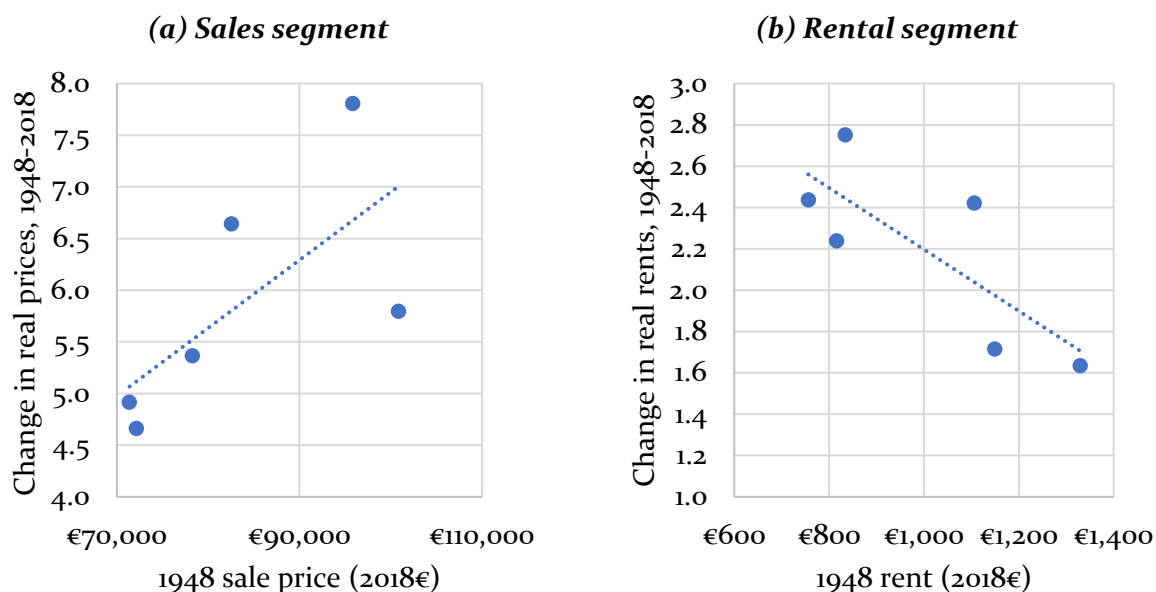 (a) Sales segment
Change in real prices, 1948-2018
8.0
7.5
7.0
6.5
6.0
5.5
5.0
4.5
4.0
€70,000 €90,000 €110,000
1948 sale price (2018€)
(b) Rental segment
Change in real rents, 1948-2018
3.0
2.8
2.6
2.4
2.2
2.0
1.8
1.6
1.4
1.2
1.0
€600 €800 €1,000 €1,200 €1,400
1948 rent (2018€)